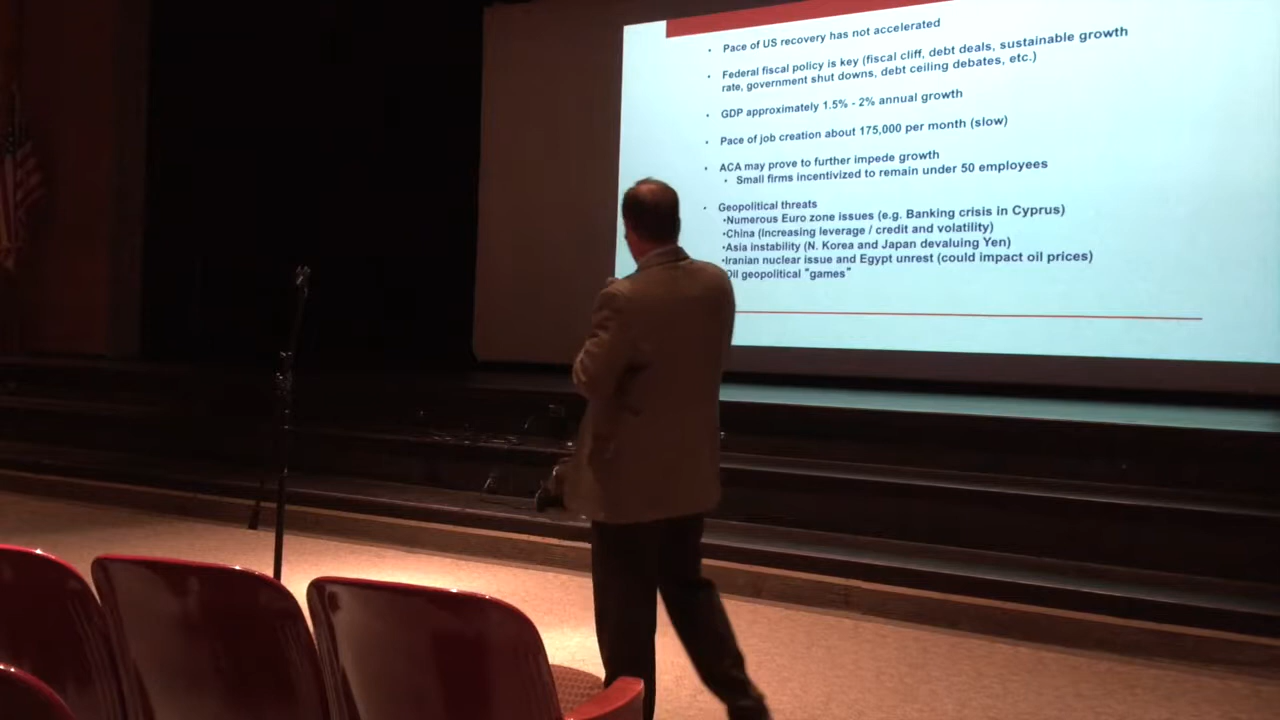 • Pace of US recovery has not accelerated
• Federal fiscal policy is key (fiscal cliff, debt deals, sustainable growth
rate, government shut downs, debt ceiling debates, etc.)
• GDP approximately 1.5% - 2% annual growth
• Pace of job creation about 175,000 per month (slow)
• ACA may prove to further impede growth
• Small firms incentivized to remain under 50 employees
• Geopolitical threats
•Numerous Euro zone issues (e.g. Banking crisis in Cyprus)
•China (increasing leverage / credit and volatility)
•Asia instability (N. Korea and Japan devaluing Yen)
•Iranian nuclear issue and Egypt unrest (could impact oil prices)
Oil geopolitical "games"